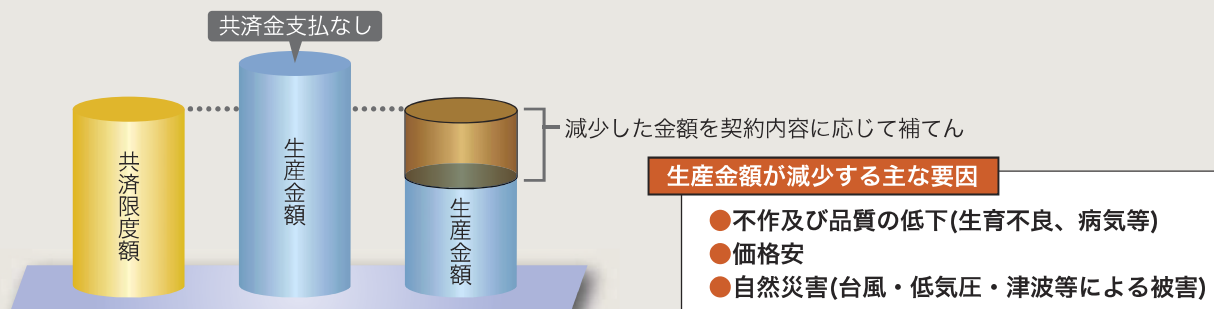 共済金支払なし
共済限度額
生産金額
生産金額
減少した金額を契約内容に応じて補てん
生産金額が減少する主な要因
●不作及び品質の低下(生育不良、病気等)
●価格安
●自然災害(台風・低気圧・津波等による被害)